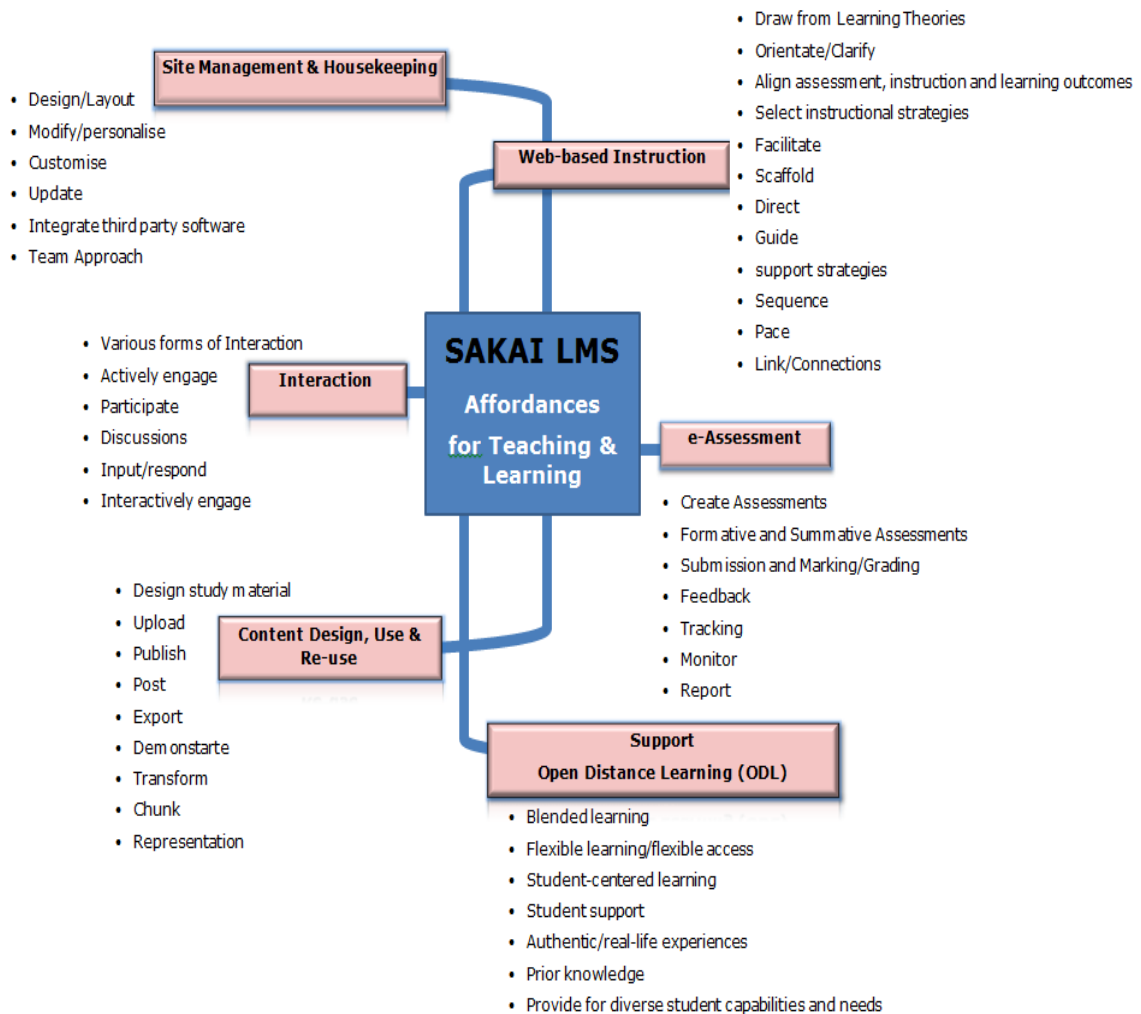 Site Management & Housekeeping
• Design/Layout
• Modify/personalise
• Customise
• Update
• Integrate third party software
• Team Approach
Web-based Instruction
• Draw from Learning Theories
• Orientate/Clarify
• Align assessment, instruction and learning outcomes
• Select instructional strategies
• Facilitate
• Scaffold
• Direct
• Guide
• support strategies
• Sequence
• Pace
• Link/Connections
SAKAI LMS
Affordances
for Teaching &
Learning
Interaction
• Various forms of Interaction
• Actively engage
• Participate
• Discussions
• Input/respond
• Interactively engage
e-Assessment
• Create Assessments
• Formative and Summative Assessments
• Submission and Marking/Grading
• Feedback
• Tracking
• Monitor
• Report
Content Design, Use &
Re-use
• Design study material
• Upload
• Publish
• Post
• Export
• Demonstarte
• Transform
• Chunk
• Representation
Support
Open Distance Learning (ODL)
• Blended learning
• Flexible learning/flexible access
• Student-centered learning
• Student support
• Authentic/real-life experiences
• Prior knowledge
• Provide for diverse student capabilities and needs